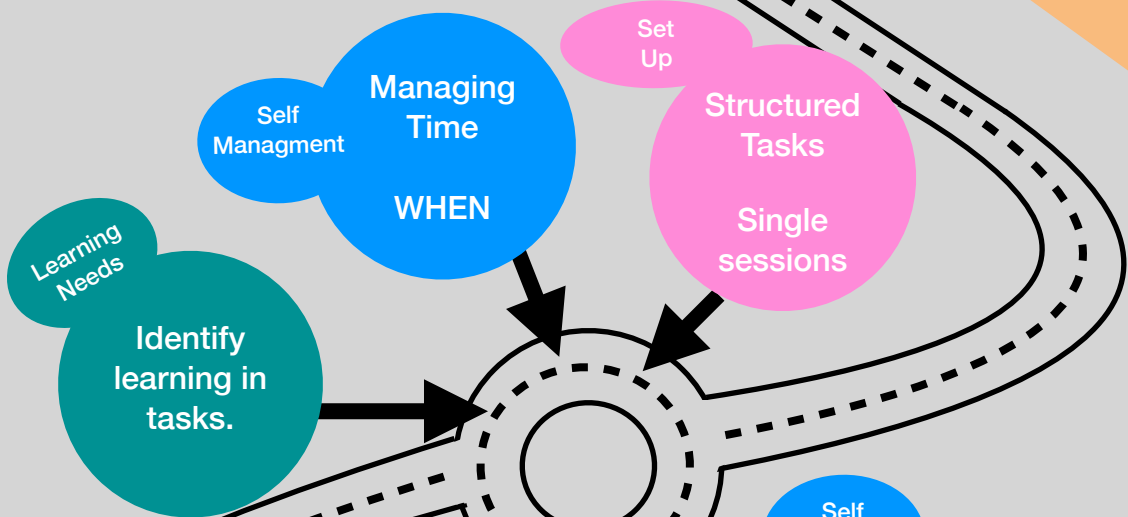 Set
Up
Managing
Time
WHEN
Self
Managment
Structured
Tasks
Single
sessions
Learning
Needs
Identify
learning in
tasks.
Self